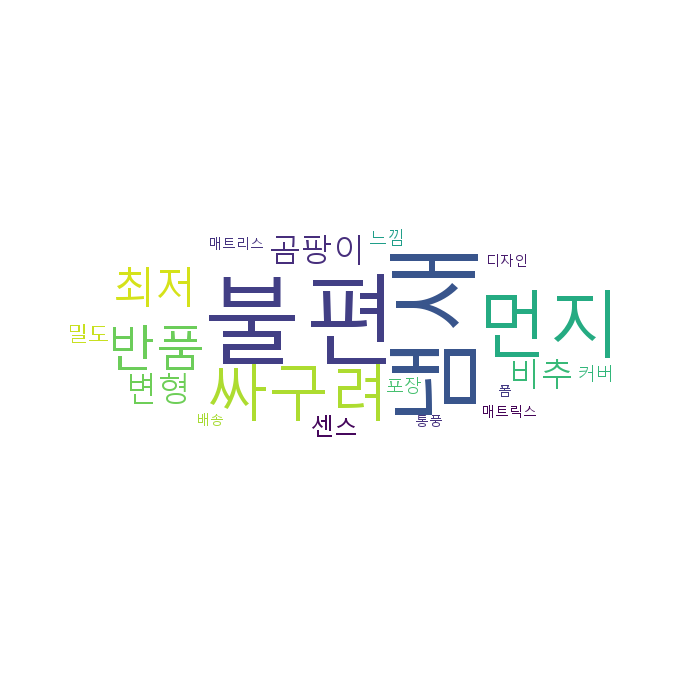 느낌
매트리스
곰팡이
냄새
디자인
최저
불편
먼지
밀도
반품
싸구려
변형
포장
비추
커버
폼
매트릭스
배송
센스
통풍